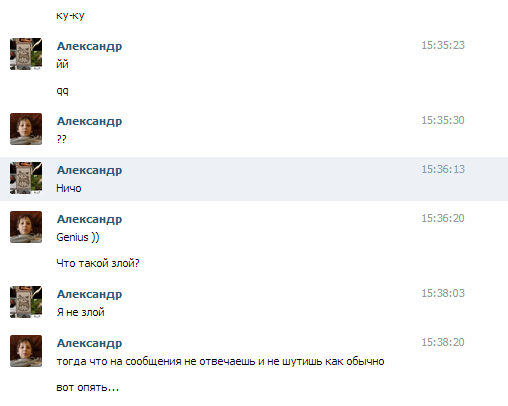 ку-ку
Александр 15:35:23
йй
qq
Александр 15:35:30
??
Александр 15:36:13
Ничо
Александр 15:36:20
Genius ))
Что такой злой?
Александр 15:38:03
Я не злой
Александр 15:38:20
тогда что на сообщения не отвечаешь и не шутишь как обычно
вот опять...